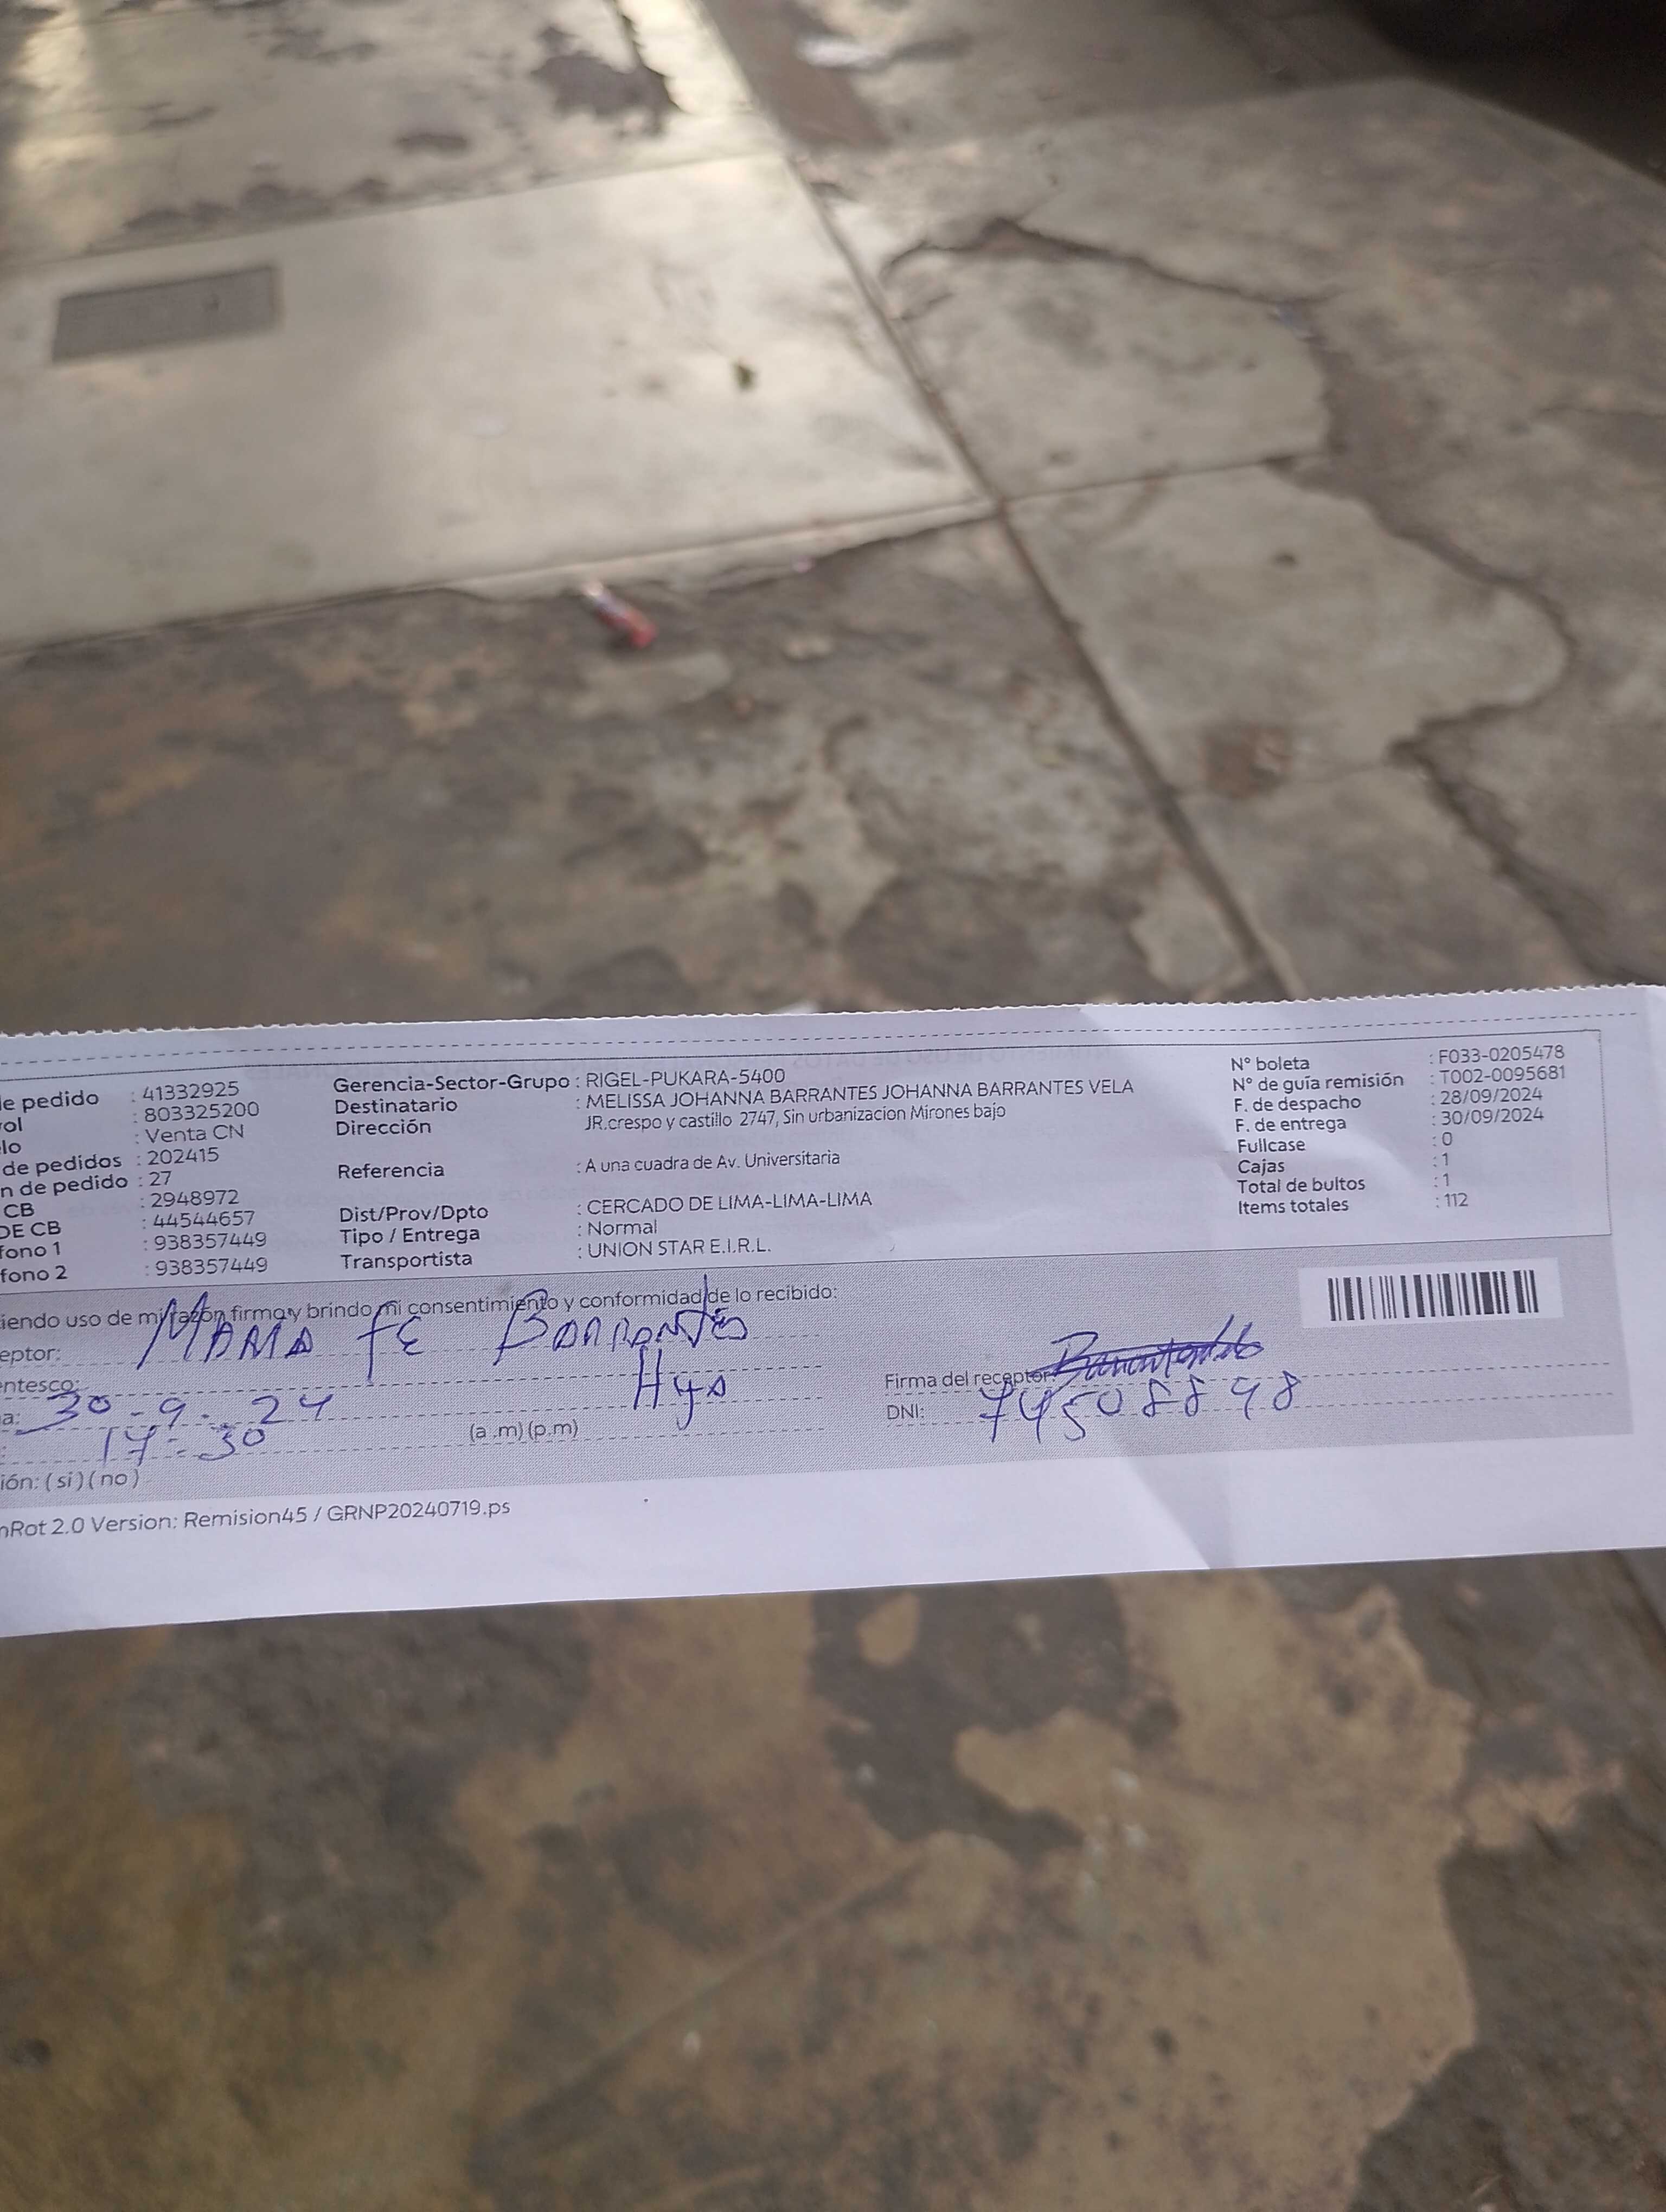 e pedido : 41332925
ol : 803325200
lo : Venta CN
de pedidos : 202415
n de pedido : 27
CB : 2948972
DE CB : 44544657
fono 1 : 938357449
fono 2 : 938357449
Gerencia-Sector-Grupo : RIGEL-PUKARA-5400
Destinatario : MELISSA JOHANNA BARRANTES JOHANNA BARRANTES VELA
Dirección JR.crespo y castillo 2747, Sin urbanizacion Mirones bajo
Referencia : A una cuadra de Av. Universitaria
Dist/Prov/Dpto : CERCADO DE LIMA-LIMA-LIMA
Tipo / Entrega : Normal
Transportista : UNION STAR E.I.R.L.
N° boleta : F033-0205478
N° de guía remisión : T002-0095681
F. de despacho : 28/09/2024
F. de entrega : 30/09/2024
Fullcase : 0
Cajas : 1
Total de bultos : 1
Items totales : 112
iendo uso de mi razón firmo y brindo mi consentimiento y conformidad de lo recibido:
eptor: MARIA FE BARRANTES
entesco: Hija
a: 30-9-24
: 17:30 (a.m) (p.m)
Firma del receptor:
DNI: 74508898
ión: (si) (no)
nRot 2.0 Version: Remision45 / GRNP20240719.ps